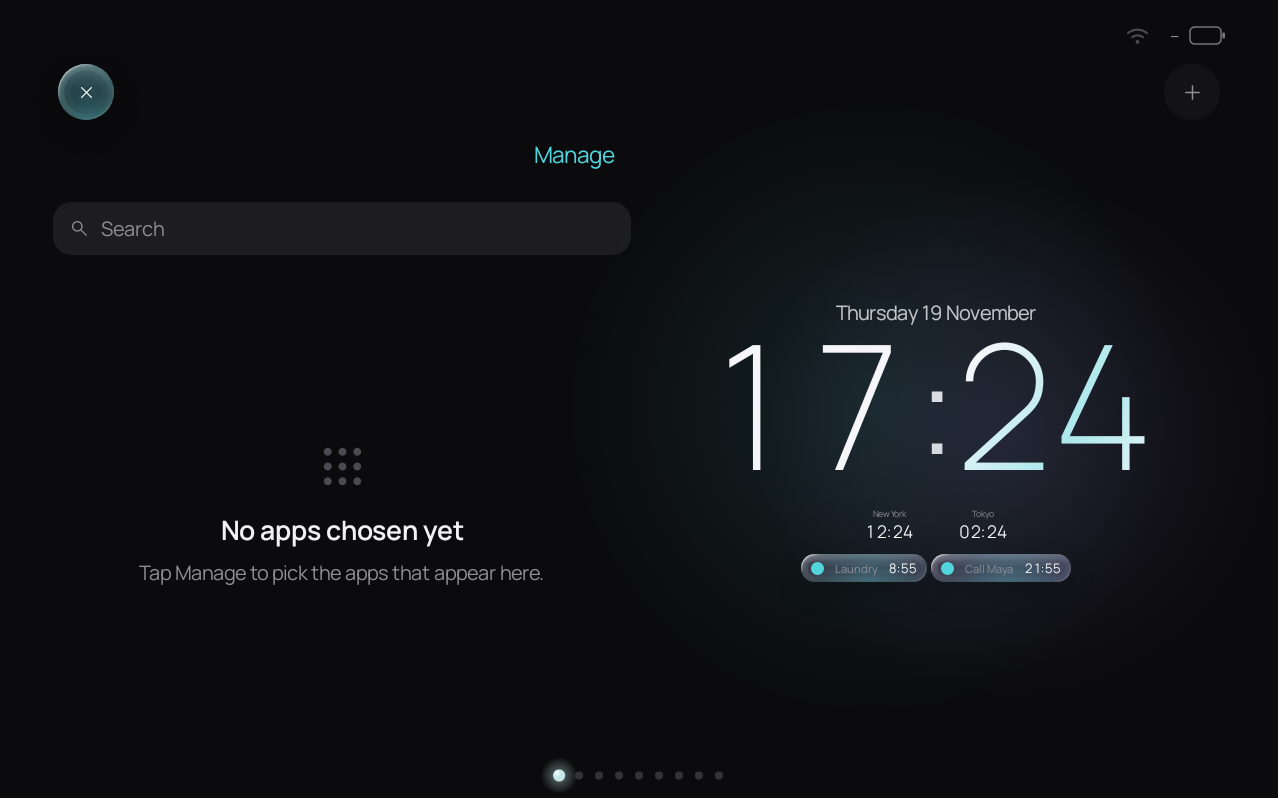 –
Manage
Search
Thursday 19 November
17:24
New York
Tokyo
12:24
02:24
Laundry 8:55
Call Maya 21:55
No apps chosen yet
Tap Manage to pick the apps that appear here.